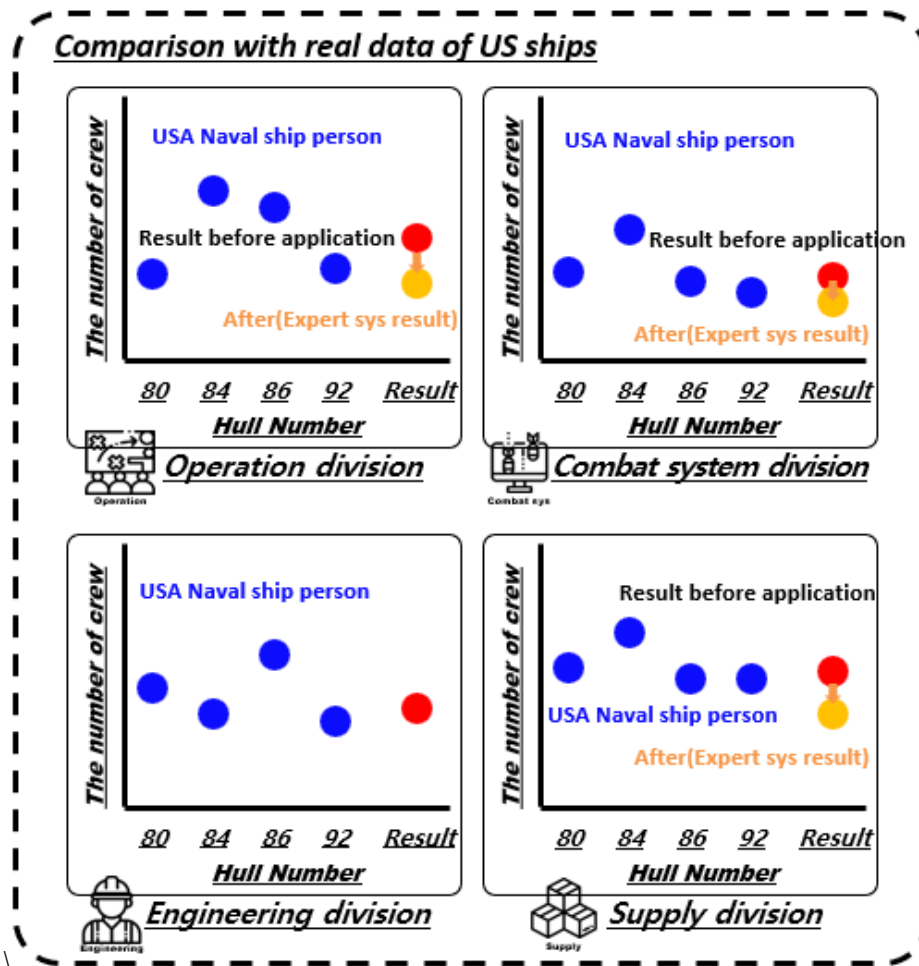 Comparison with real data of US ships
The number of crew
USA Naval ship person
Result before application
After(Expert sys result)
80 84 86 92 Result
Hull Number
Operation
Operation division
The number of crew
USA Naval ship person
Result before application
After(Expert sys result)
80 84 86 92 Result
Hull Number
Combat sys
Combat system division
The number of crew
USA Naval ship person
80 84 86 92 Result
Hull Number
Engineering
Engineering division
The number of crew
Result before application
USA Naval ship person
After(Expert sys result)
80 84 86 92 Result
Hull Number
Supply
Supply division
\